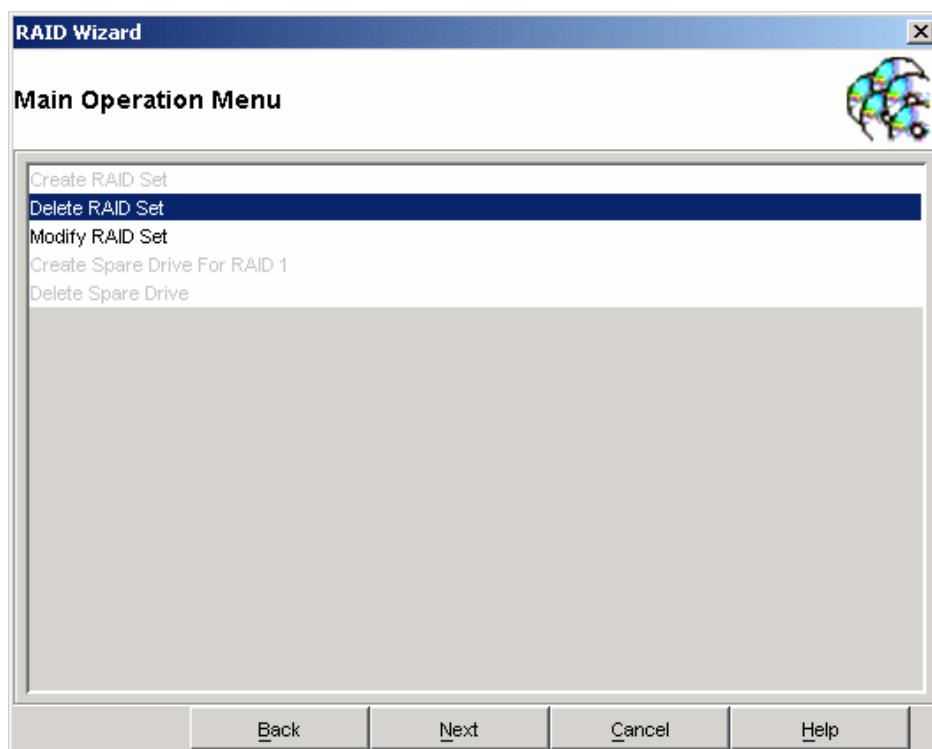 RAID Wizard
Main Operation Menu
Create RAID Set
Delete RAID Set
Modify RAID Set
Create Spare Drive For RAID 1
Delete Spare Drive
Back
Next
Cancel
Help